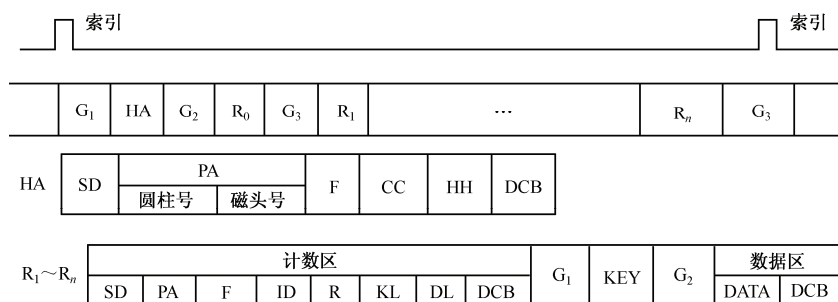 索引 索引
G₁ HA G₂ R₀ G₃ R₁ … Rₙ G₃
HA SD PA F CC HH DCB
圆柱号 磁头号
R₁～Rₙ 计数区 G₁ KEY G₂ 数据区
SD PA F ID R KL DL DCB DATA DCB